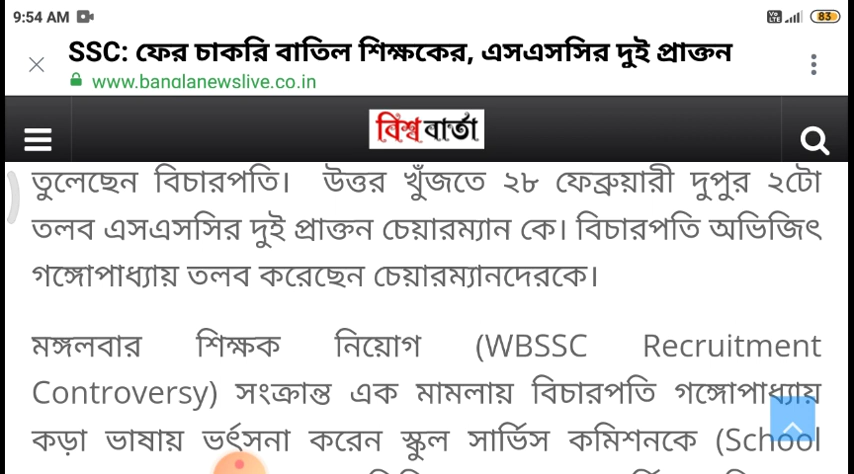 9:54 AM
83
SSC: ফের চাকরি বাতিল শিক্ষকের, এসএসসির দুই প্রাক্তন
www.banglanewslive.co.in
বিশ্ব বার্তা
তুলেছেন বিচারপতি। উত্তর খুঁজতে ২৮ ফেব্রুয়ারী দুপুর ২টো
তলব এসএসসির দুই প্রাক্তন চেয়ারম্যান কে। বিচারপতি অভিজিৎ
গঙ্গোপাধ্যায় তলব করেছেন চেয়ারম্যানদেরকে।
মঙ্গলবার শিক্ষক নিয়োগ (WBSSC Recruitment
Controversy) সংক্রান্ত এক মামলায় বিচারপতি গঙ্গোপাধ্যায়
কড়া ভাষায় ভর্ৎসনা করেন স্কুল সার্ভিস কমিশনকে (School